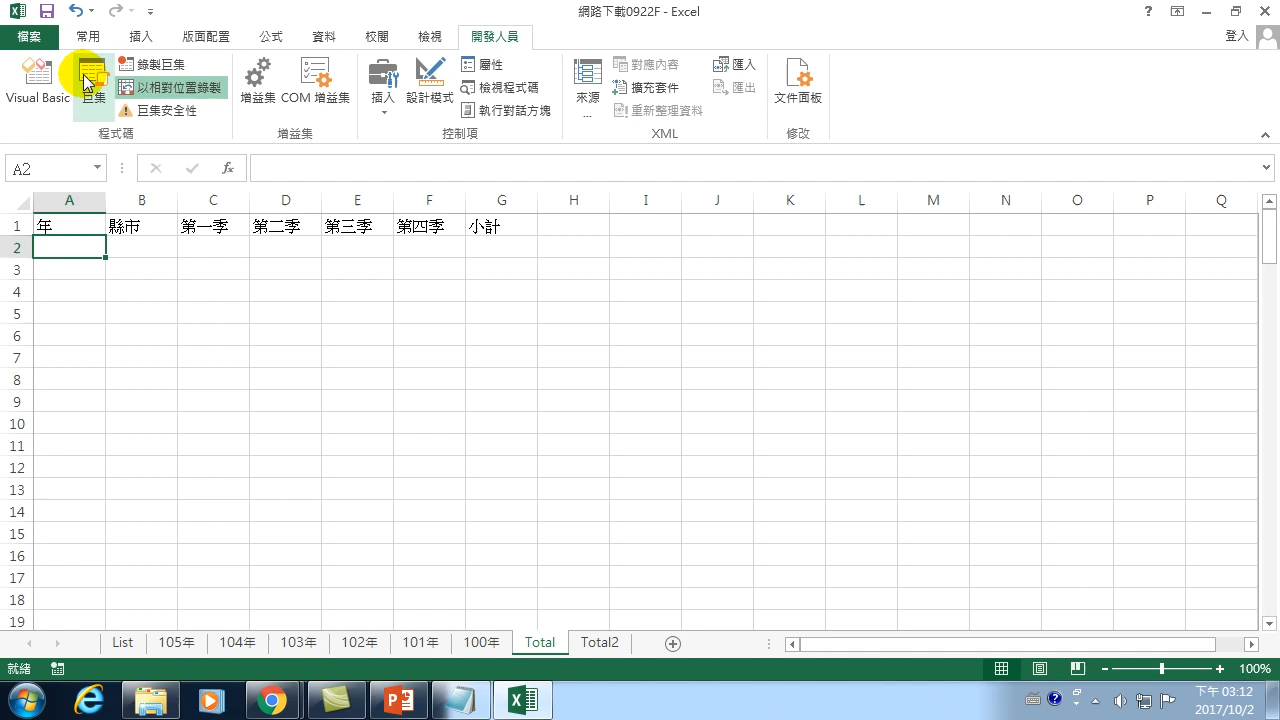 網路下載0922F - Excel
?
檔案 常用 插入 版面配置 公式 資料 校閱 檢視 開發人員 登入
Visual Basic 巨集 錄製巨集 以相對位置錄製 巨集安全性
程式碼
增益集 COM 增益集
增益集
插入 設計模式 屬性 檢視程式碼 執行對話方塊
控制項
來源 ... 對應內容 擴充套件 重新整理資料 匯入 匯出
XML
文件面板
修改
A2 fx
A B C D E F G H I J K L M N O P Q
1 年 縣市 第一季 第二季 第三季 第四季 小計
2
3
4
5
6
7
8
9
10
11
12
13
14
15
16
17
18
19
List 105年 104年 103年 102年 101年 100年 Total Total2
就緒 100%
下午 03:12
2017/10/2